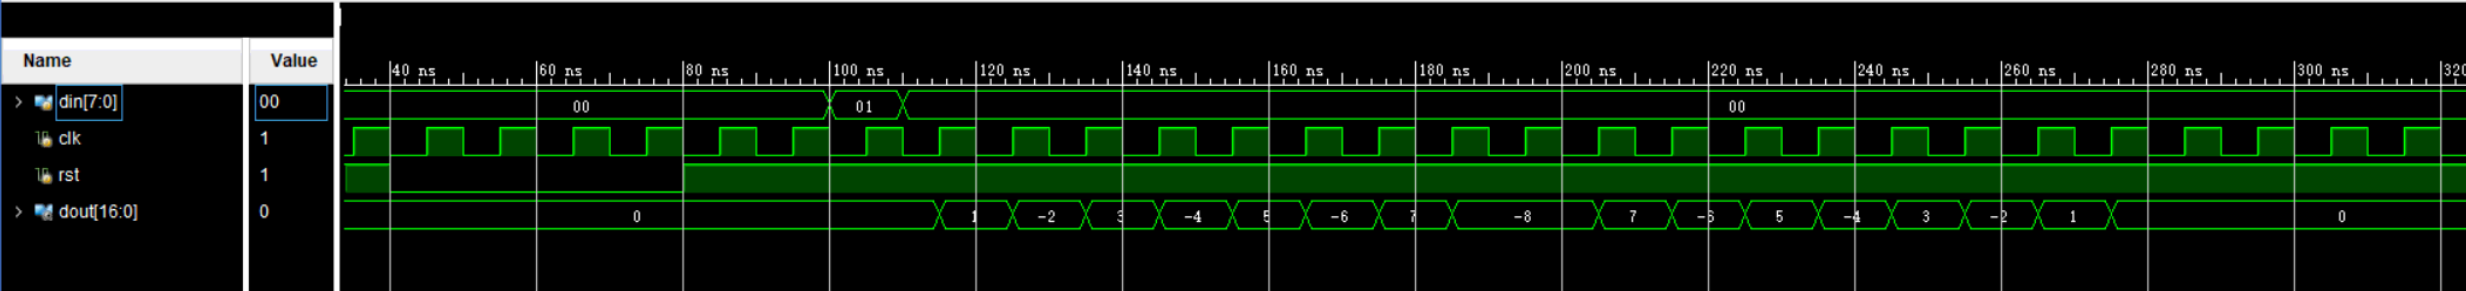 Name Value
40 ns 60 ns 80 ns 100 ns 120 ns 140 ns 160 ns 180 ns 200 ns 220 ns 240 ns 260 ns 280 ns 300 ns 320
din[7:0] 00 00 01 00
clk 1
rst 1
dout[16:0] 0 0 1 -2 3 -4 5 -6 7 -8 7 -6 5 -4 3 -2 1 0